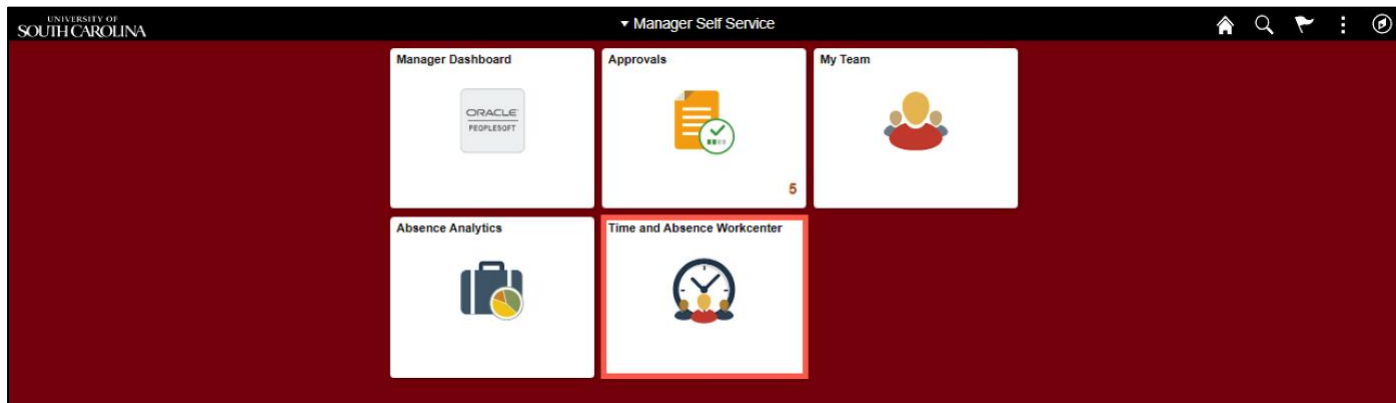 UNIVERSITY OF
SOUTH CAROLINA
Manager Self Service
Manager Dashboard
ORACLE
PEOPLESOFT
Approvals
5
My Team
Absence Analytics
Time and Absence Workcenter